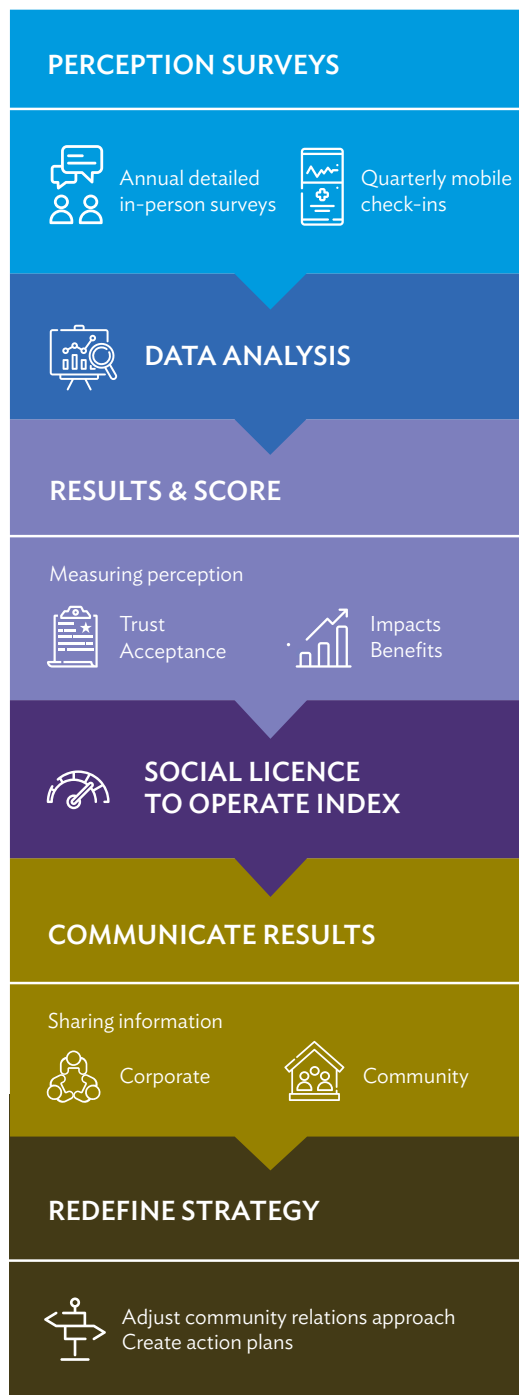 PERCEPTION SURVEYS
Annual detailed
in-person surveys
Quarterly mobile
check-ins
DATA ANALYSIS
RESULTS & SCORE
Measuring perception
Trust
Acceptance
Impacts
Benefits
SOCIAL LICENCE
TO OPERATE INDEX
COMMUNICATE RESULTS
Sharing information
Corporate
Community
REDEFINE STRATEGY
Adjust community relations approach
Create action plans